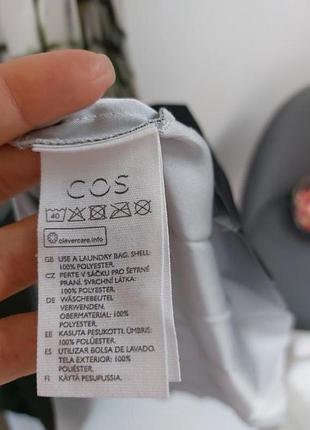 COS
40
clevercare.info
GB USE A LAUNDRY BAG. SHELL:
100% POLYESTER.
CZ PERTE V SÁČKU PRO ŠETRNÉ
PRANÍ. SVRCHNÍ LÁTKA:
100% POLYESTER.
DE WÄSCHEBEUTEL
VERWENDEN.
OBERMATERIAL: 100%
POLYESTER.
EE KASUTA PESUKOTTI. ÜMBRIS:
100% POLÜESTER.
ES UTILIZAR BOLSA DE LAVADO.
TELA EXTERIOR: 100%
POLIÉSTER.
FI KÄYTÄ PESUPUSSIA.